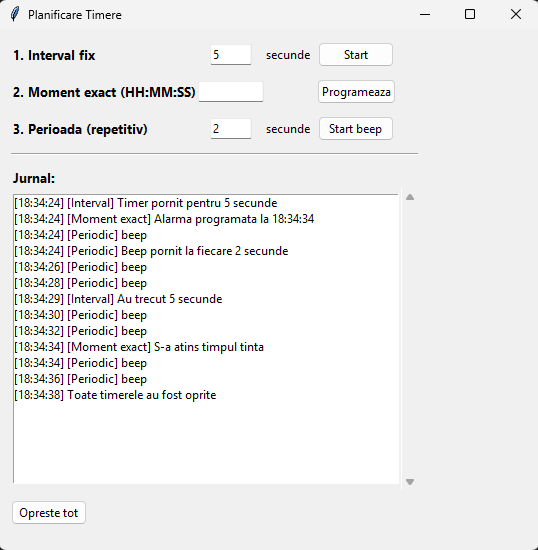 Planificare Timere
1. Interval fix 5 secunde Start
2. Moment exact (HH:MM:SS) Programeaza
3. Perioada (repetitiv) 2 secunde Start beep
Jurnal:
[18:34:24] [Interval] Timer pornit pentru 5 secunde
[18:34:24] [Moment exact] Alarma programata la 18:34:34
[18:34:24] [Periodic] beep
[18:34:24] [Periodic] Beep pornit la fiecare 2 secunde
[18:34:26] [Periodic] beep
[18:34:28] [Periodic] beep
[18:34:29] [Interval] Au trecut 5 secunde
[18:34:30] [Periodic] beep
[18:34:32] [Periodic] beep
[18:34:34] [Moment exact] S-a atins timpul tinta
[18:34:34] [Periodic] beep
[18:34:36] [Periodic] beep
[18:34:38] Toate timerele au fost oprite
Opreste tot